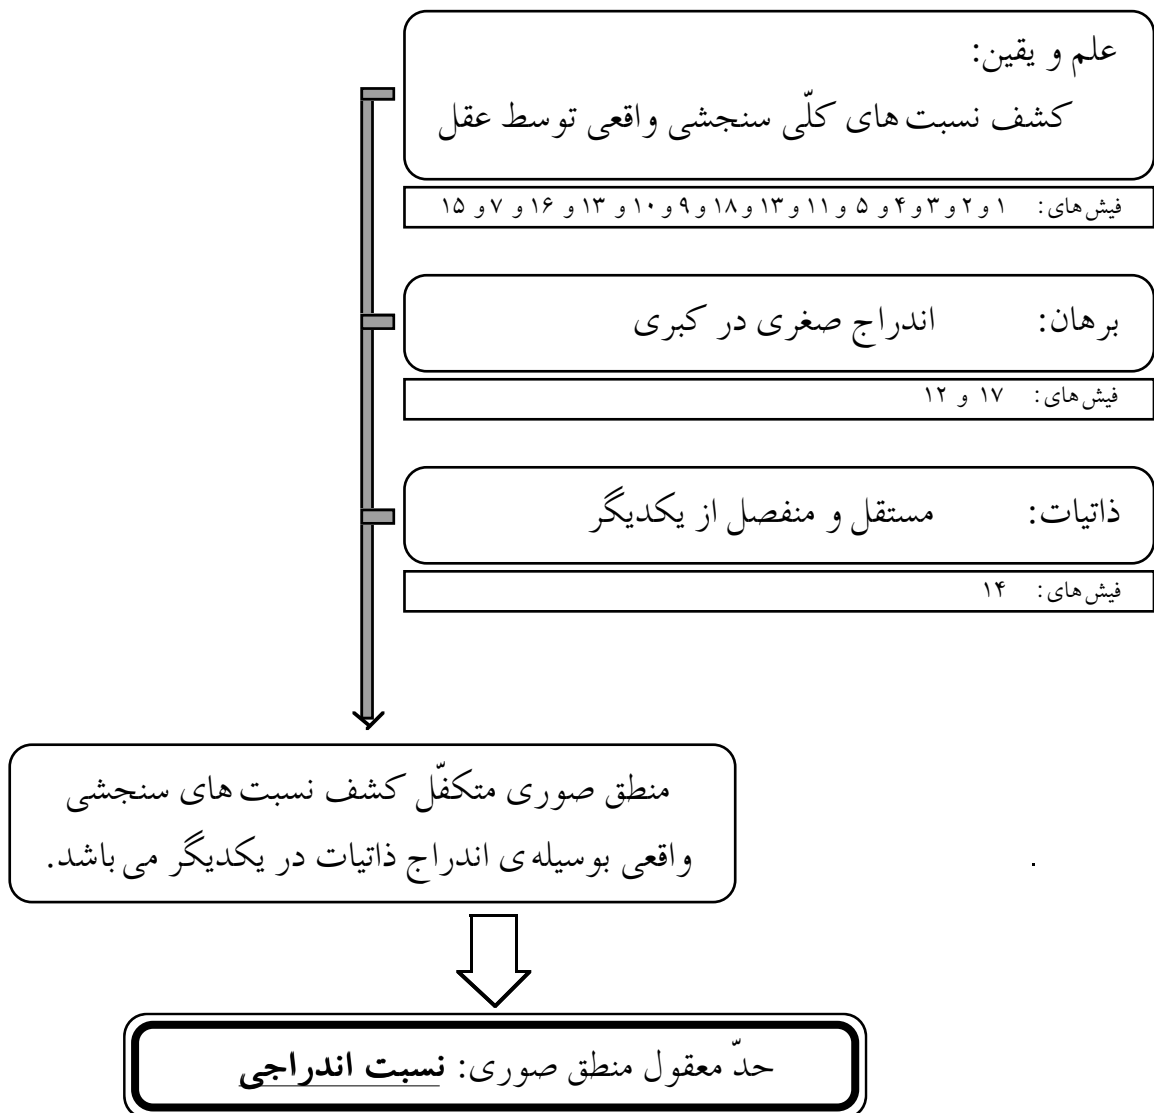 علم و یقین:
کشف نسبت های کلّی سنجشی واقعی توسط عقل
فیش‌های: ۱ و ۲ و ۳ و ۴ و ۵ و ۱۱ و ۱۳ و ۱۸ و ۹ و ۱۰ و ۱۳ و ۱۶ و ۷ و ۱۵
برهان: اندراج صغری در کبری
فیش‌های: ۱۷ و ۱۲
ذاتیات: مستقل و منفصل از یکدیگر
فیش‌های: ۱۴
منطق صوری متکفّل کشف نسبت های سنجشی
واقعی بوسیله ی اندراج ذاتیات در یکدیگر می باشد.
حدّ معقول منطق صوری: نسبت اندراجی